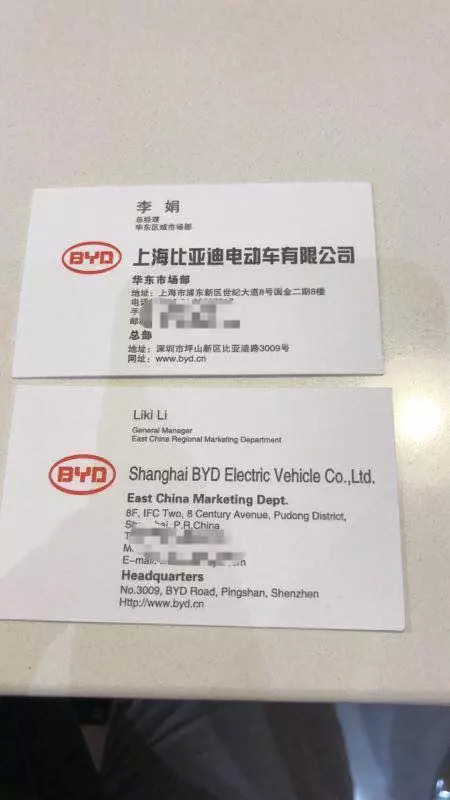 李 娟
总经理
华东区域市场部
BYD
上海比亚迪电动车有限公司
华东市场部
地址：上海市浦东新区世纪大道8号国金二期8楼
电话
手
邮
总部
地址：深圳市坪山新区比亚迪路3009号
网址：www.byd.cn
Liki Li
General Manager
East China Regional Marketing Department
BYD
Shanghai BYD Electric Vehicle Co.,Ltd.
East China Marketing Dept.
8F, IFC Two, 8 Century Avenue, Pudong District,
P.R.China
T
M
E-mail
Headquarters
No.3009, BYD Road, Pingshan, Shenzhen
Http://www.byd.cn